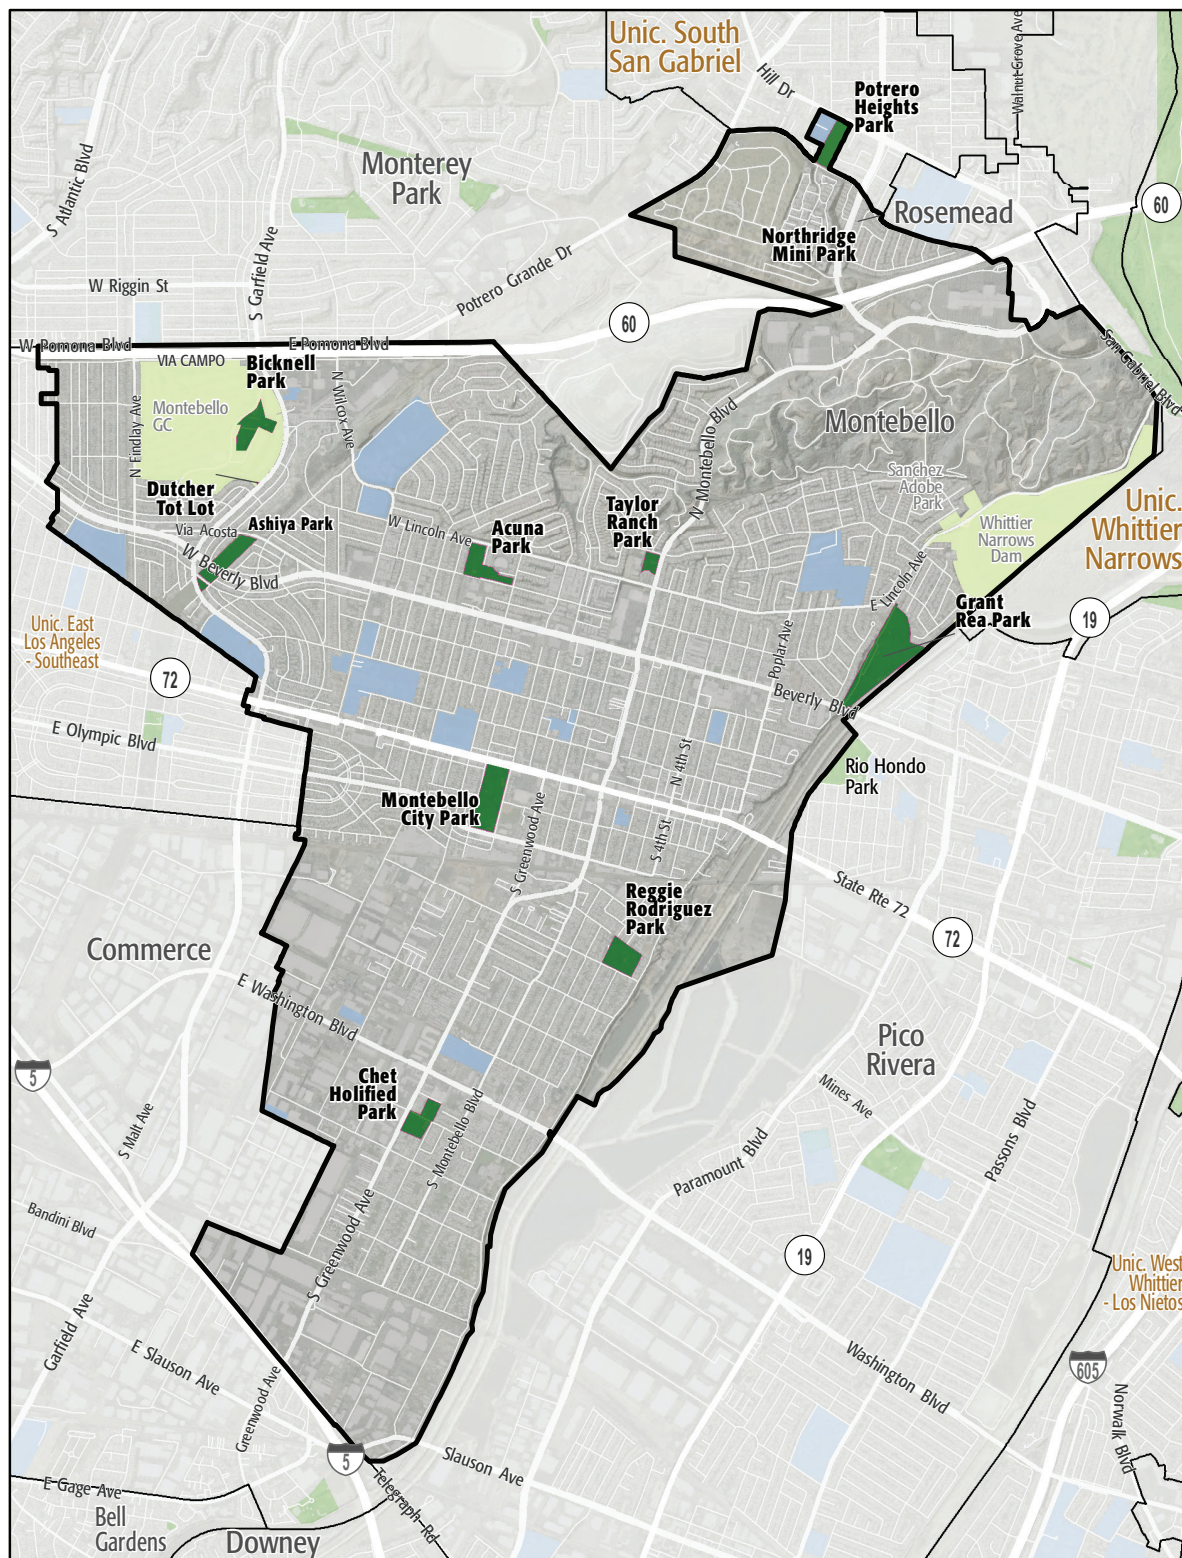 Unic. South
San Gabriel
Hill Dr
Walnut Grove Ave
Potrero
Heights
Park
S Atlantic Blvd
Monterey
Park
60
Rosemead
S Garfield Ave
Northridge
Mini Park
Potrero Grande Dr
W Riggin St
60
W Pomona Blvd
E Pomona Blvd
San Gabriel Blvd
VIA CAMPO
Bicknell
Park
N Wilcox Ave
N Findlay Ave
Montebello
GC
N Montebello Blvd
Montebello
Sanchez
Adobe
Park
Dutcher
Tot Lot
Via Acosta
Ashiya Park
W Lincoln Ave
Acuna
Park
Taylor
Ranch
Park
Whittier
Narrows
Dam
Unic.
Whittier
Narrows
W Beverly Blvd
E Lincoln Ave
Grant
Rea Park
19
Unic. East
Los Angeles
- Southeast
72
Poplar Ave
Beverly Blvd
E Olympic Blvd
N 4th St
Rio Hondo
Park
Montebello
City Park
S Greenwood Ave
S 4th St
State Rte 72
Reggie
Rodriguez
Park
72
Commerce
E Washington Blvd
Pico
Rivera
5
Chet
Holified
Park
Mines Ave
S Malt Ave
S Montebello Blvd
Paramount Blvd
Passons Blvd
Bandini Blvd
S Greenwood Ave
19
Unic. West
Whittier
- Los Nietos
Garfield Ave
E Slauson Ave
Greenwood Ave
Washington Blvd
605
Norwalk Blvd
5
Slauson Ave
Telegraph Rd
E Gage Ave
Bell
Gardens
Downey